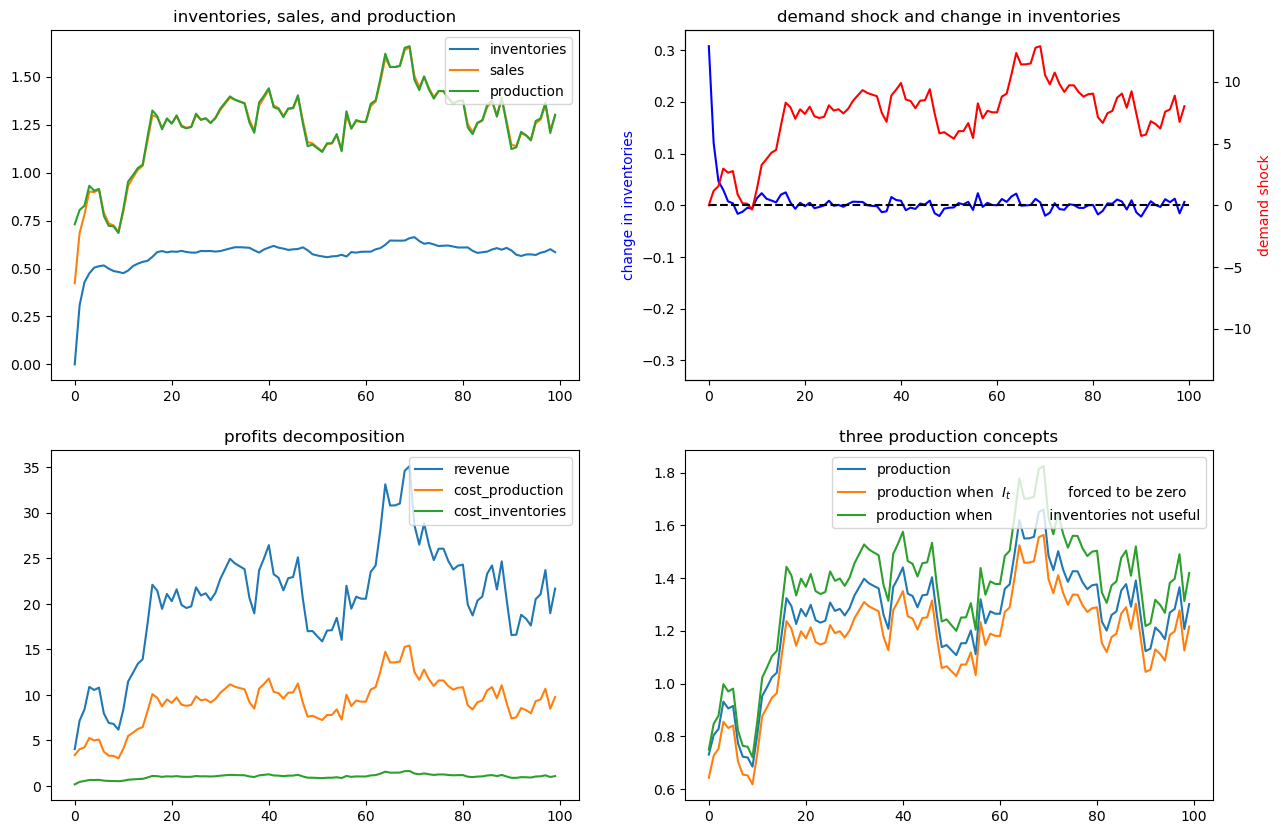 inventories, sales, and production
1.50
1.25
1.00
0.75
0.50
0.25
0.00
0 20 40 60 80 100
inventories
sales
production
demand shock and change in inventories
change in inventories
0.3
0.2
0.1
0.0
−0.1
−0.2
−0.3
0 20 40 60 80 100
10
5
0
−5
−10
demand shock
profits decomposition
35
30
25
20
15
10
5
0
0 20 40 60 80 100
revenue
cost_production
cost_inventories
three production concepts
1.8
1.6
1.4
1.2
1.0
0.8
0.6
0 20 40 60 80 100
production
production when I_t forced to be zero
production when inventories not useful